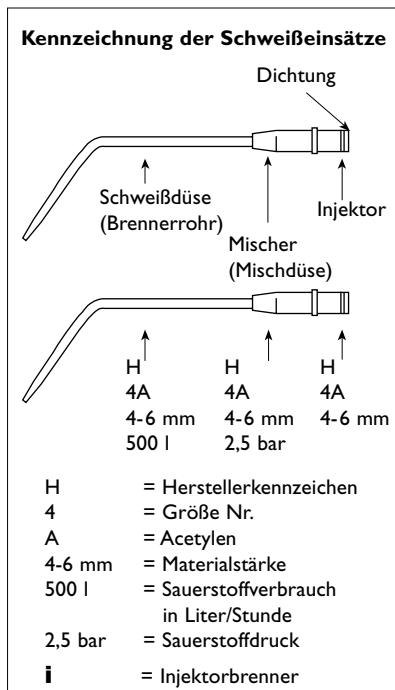 Kennzeichnung der Schweißeinsätze
Dichtung
Schweißdüse
(Brennerrohr)
Injektor
Mischer
(Mischdüse)
H H H
4A 4A 4A
4-6 mm 4-6 mm 4-6 mm
500 l 2,5 bar
H = Herstellerkennzeichen
4 = Größe Nr.
A = Acetylen
4-6 mm = Materialstärke
500 l = Sauerstoffverbrauch
in Liter/Stunde
2,5 bar = Sauerstoffdruck
i = Injektorbrenner